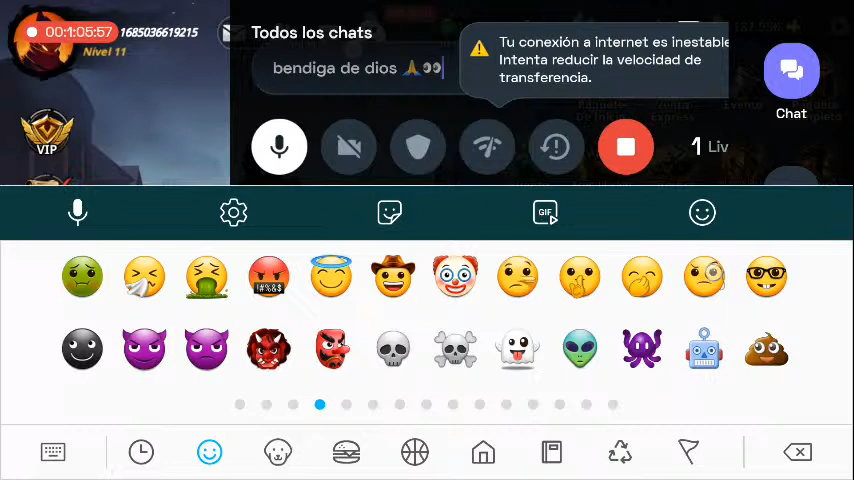 00:1:05:57
1685036619215
Nivel 11
VIP
Todos los chats
bendiga de dios 🙏👀
Tu conexión a internet es inestable
Intenta reducir la velocidad de
transferencia.
Chat
1 Liv
GIF